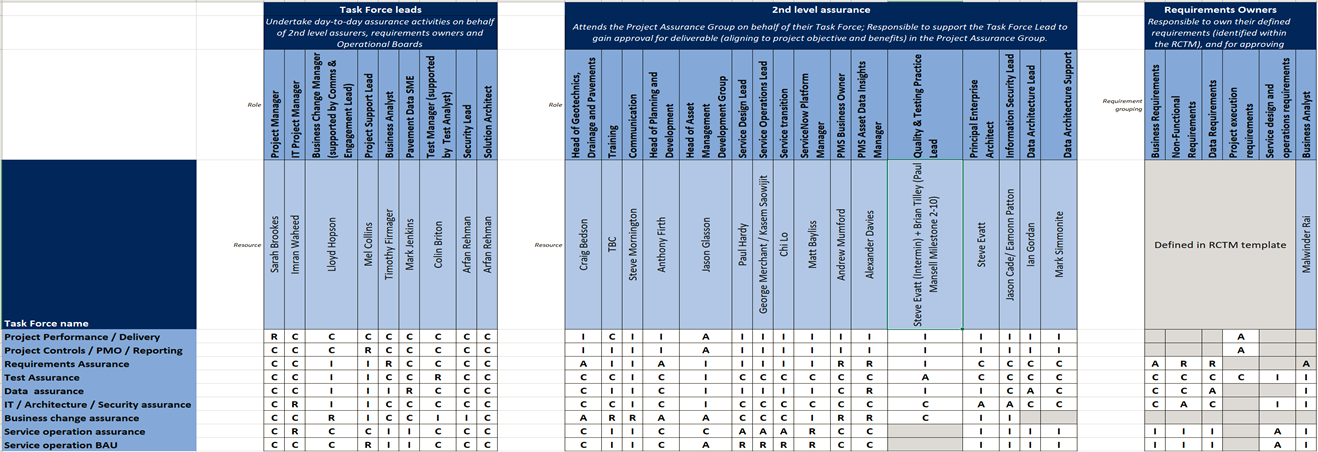 Task Force leads
Undertake day-to-day assurance activities on behalf
of 2nd level assurers, requirements owners and
Operational Boards
2nd level assurance
Attends the Project Assurance Group on behalf of their Task Force; Responsible to support the Task Force Lead to
gain approval for deliverable (aligning to project objective and benefits) in the Project Assurance Group.
Requirements Owners
Responsible to own their defined
requirements (identified within
the RCTM), and for approving
Role
Project Manager
IT Project Manager
Business Change Manager
(supported by Comms &
Engagement Lead)
Project Support Lead
Business Analyst
Pavement Data SME
Test Manager (supported
by Test Analyst)
Security Lead
Solution Architect
Role
Head of Geotechnics,
Drainage and Pavements
Training
Communication
Head of Planning and
Development
Head of Asset
Management
Development Group
Service Design Lead
Service Operations Lead
Service transition
ServiceNow Platform
Manager
PMS Business Owner
PMS Asset Data Insights
Manager
Quality & Testing Practice
Lead
Principal Enterprise
Architect
Information Security Lead
Data Architecture Lead
Data Architecture Support
Requirement
grouping
Business Requirements
Non-Functional
Requirements
Data Requirements
Project execution
requirements
Service design and
operations requirements
Business Analyst
Resource
Sarah Brookes
Imran Waheed
Lloyd Hopson
Mel Collins
Timothy Firmager
Mark Jenkins
Colin Briton
Arfan Rehman
Arfan Rehman
Resource
Craig Bedson
TBC
Steve Mornington
Anthony Firth
Jason Glasson
Paul Hardy
George Merchant / Kasem Saowijit
Chi Lo
Matt Bayliss
Andrew Mumford
Alexander Davies
Steve Evatt (Intermin) + Brian Tilley (Paul
Mansell Milestone 2-10)
Steve Evatt
Jason Cade/ Eamonn Patton
Ian Gordan
Mark Simmonite
Defined in RCTM template
Malwinder Rai
Task Force name
Project Performance / Delivery R C C C C C C C C I C I I A I I I I I I I I I I I A
Project Controls / PMO / Reporting C C C R C C C C C I I I I A I I I I I I I I I I I A
Requirements Assurance C C I I R C C C C A I I A I I I I I R R I C C C C A R R A
Test Assurance C C I I C C R C C C C I C I C C C C C C A C C C C C C C C I I
Data assurance C C I I I R C C C C I I C I I I I I C C I I C A C C C A I
IT / Architecture / Security assurance C R I I C C C C C C I I C I C C C C C C C A A C C C A C I I
Business change assurance C C R I C C I I C A R R A A C C C I R R C I I
Service operation assurance C R C C I I C C C C I I C C A A A R C C I I I I I I I A I
Service operation BAU C C C R I I C C C C I I C A R R R R C C I I I I I I I A I